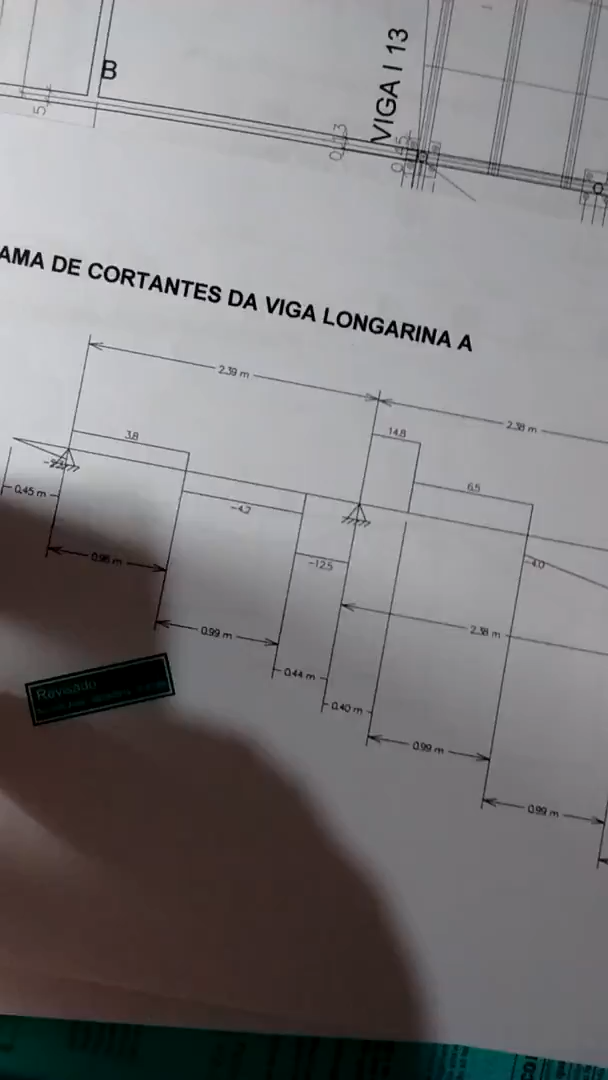 B
VIGA I 13
AMA DE CORTANTES DA VIGA LONGARINA A
2.39 m
2.38 m
3.8
14.8
6.5
-4.2
-12.5
-4.0
0.45 m
0.96 m
0.99 m
0.44 m
0.40 m
2.38 m
0.99 m
0.99 m
Revisado